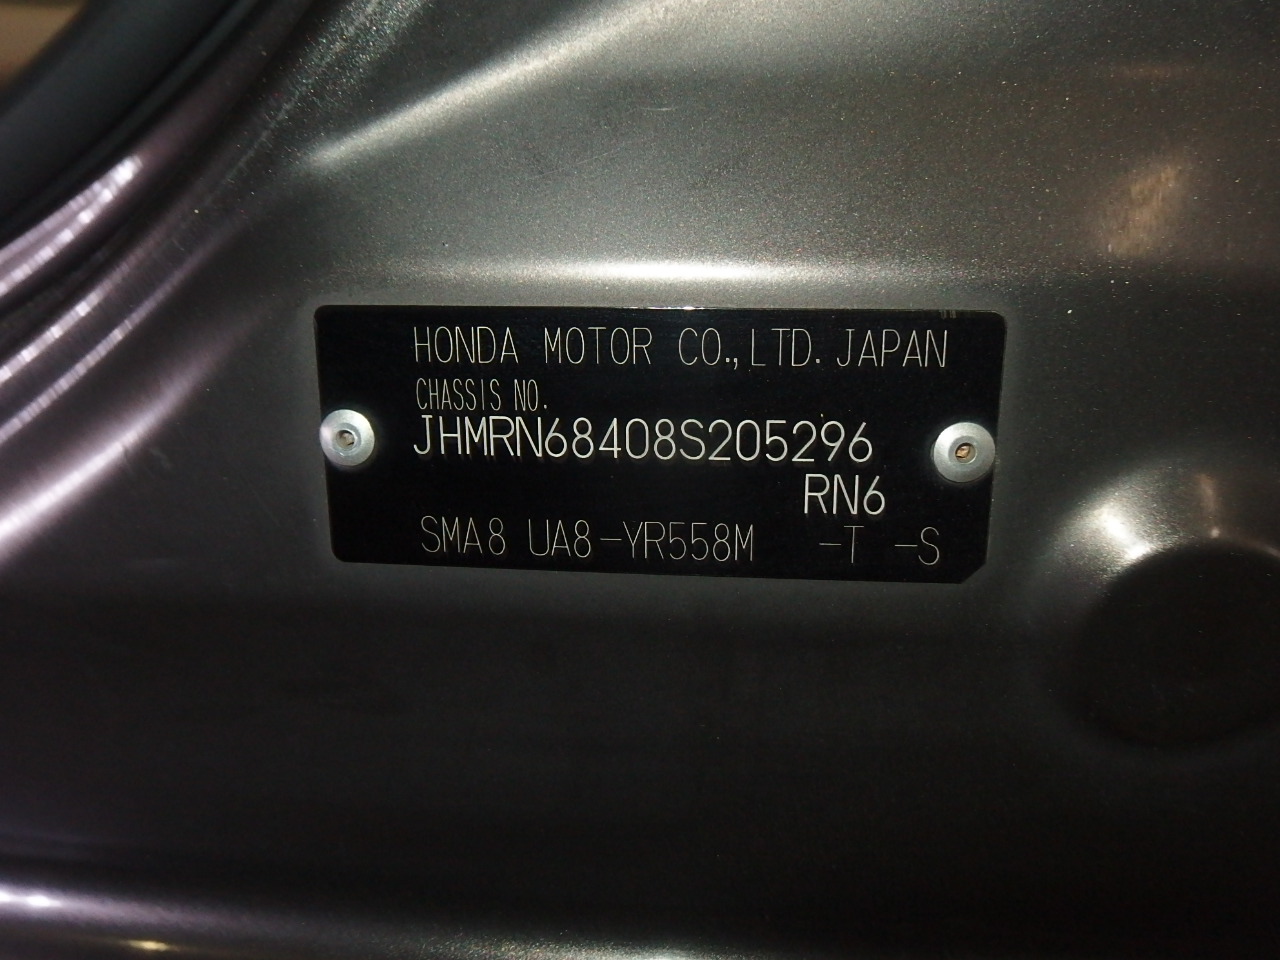 HONDA MOTOR CO.,LTD. JAPAN
CHASSIS NO.
JHMRN68408S205296
RN6
SMA8 UA8-YR558M -T -S